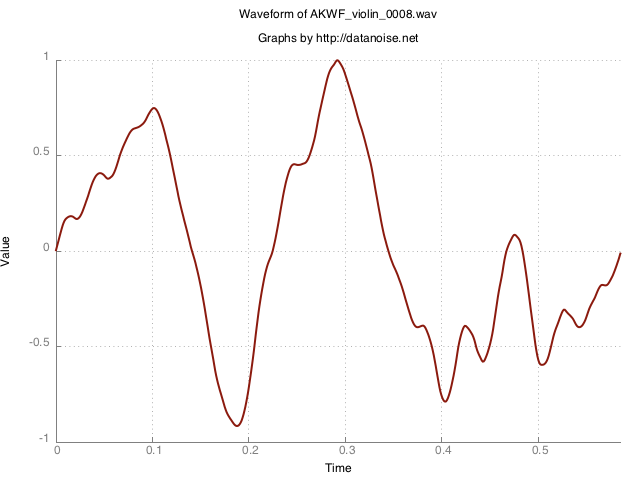 Waveform of AKWF_violin_0008.wav
Graphs by http://datanoise.net
1
0.5
0
-0.5
-1
Value
0 0.1 0.2 0.3 0.4 0.5
Time